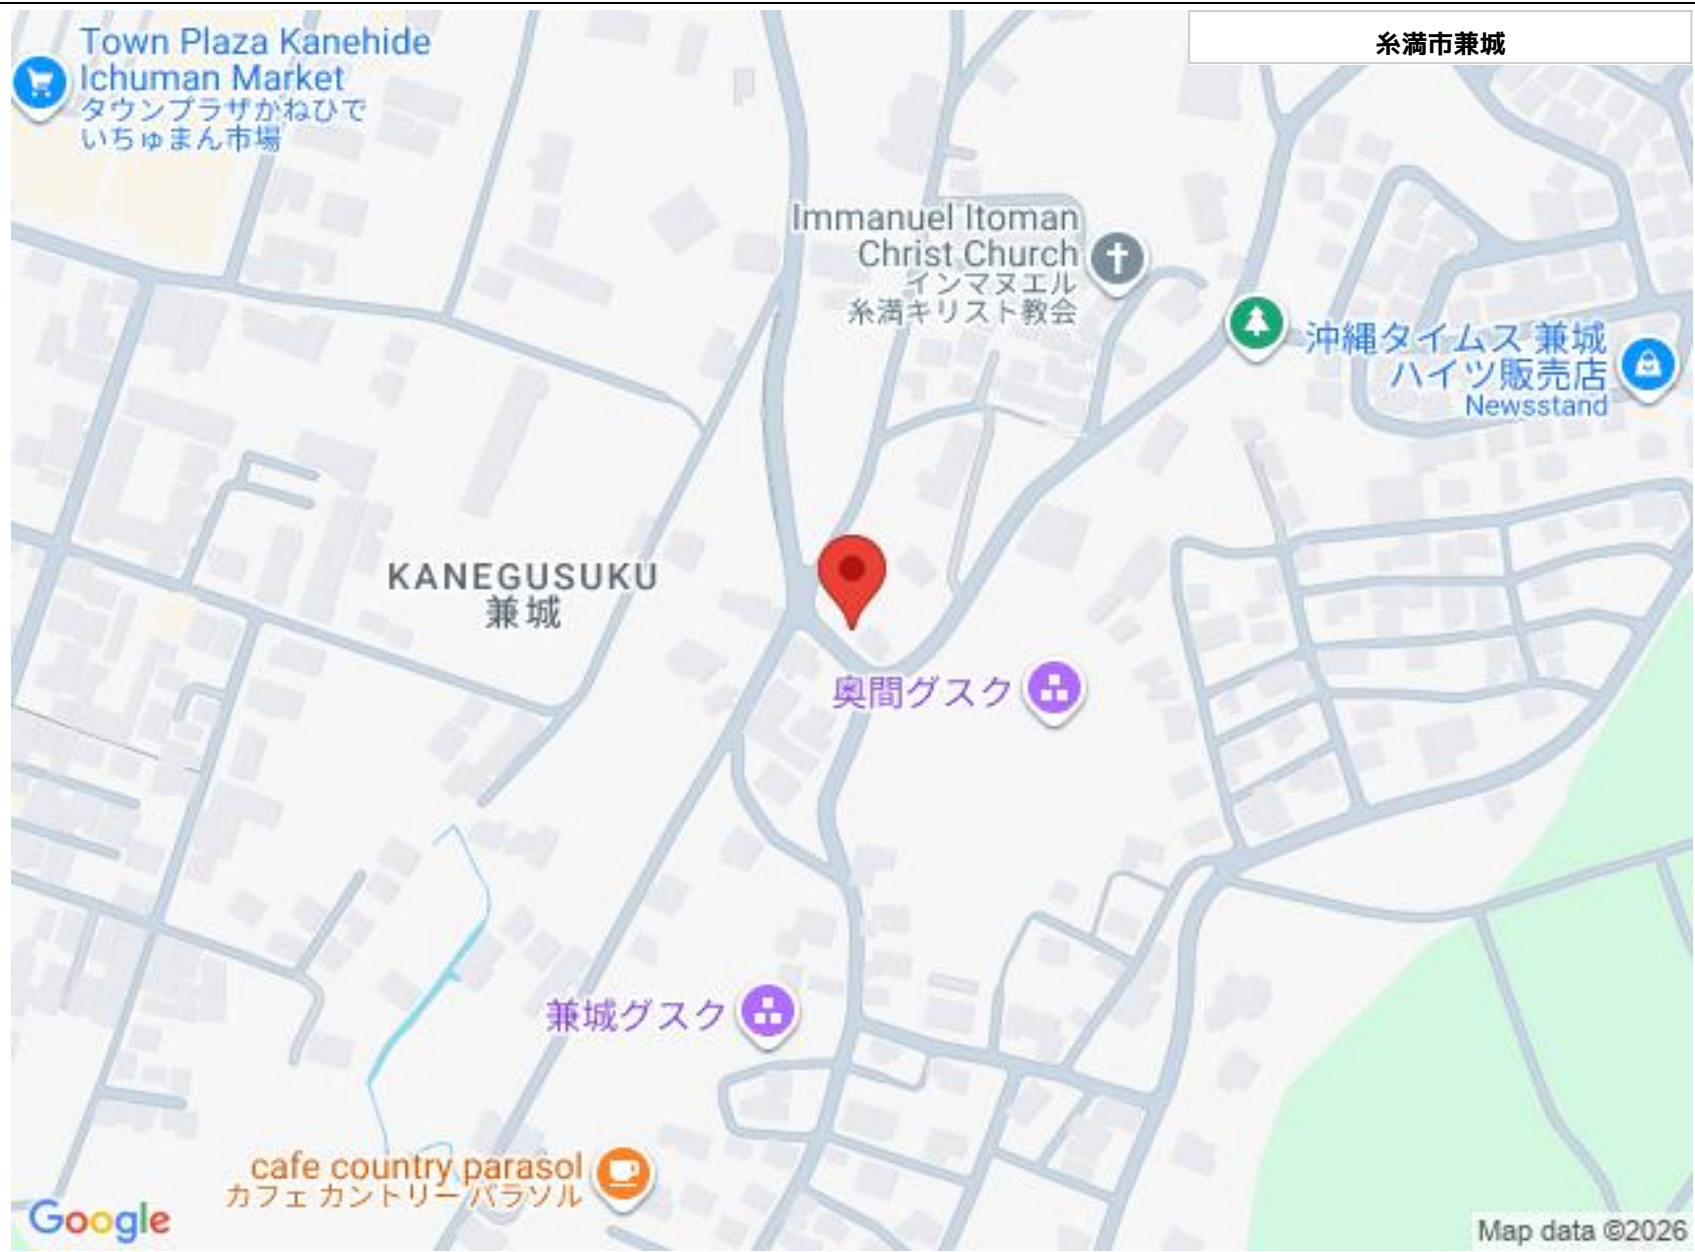 糸満市兼城
Town Plaza Kanehide
Ichuman Market
タウンプラザかねひで
いちゅまん市場
Immanuel Itoman
Christ Church
インマヌエル
糸満キリスト教会
沖縄タイムス 兼城
ハイツ販売店
Newsstand
KANEGUSUKU
兼城
奥間グスク
兼城グスク
cafe country parasol
カフェ カントリー パラソル
Google
Map data ©2026